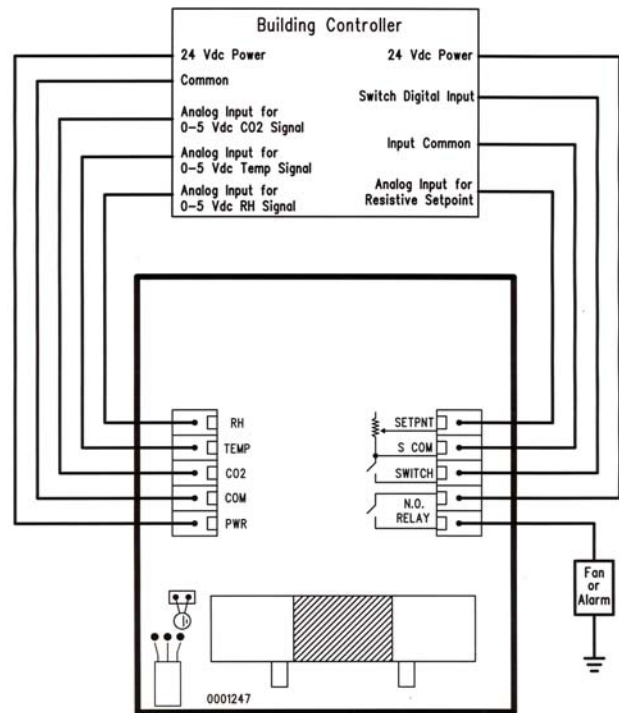 Building Controller
24 Vdc Power
Common
Analog Input for
0-5 Vdc CO2 Signal
Analog Input for
0-5 Vdc Temp Signal
Analog Input for
0-5 Vdc RH Signal
24 Vdc Power
Switch Digital Input
Input Common
Analog Input for
Resistive Setpoint
RH
TEMP
CO2
COM
PWR
SETPNT
S COM
SWITCH
N.O.
RELAY
Fan
or
Alarm
0001247